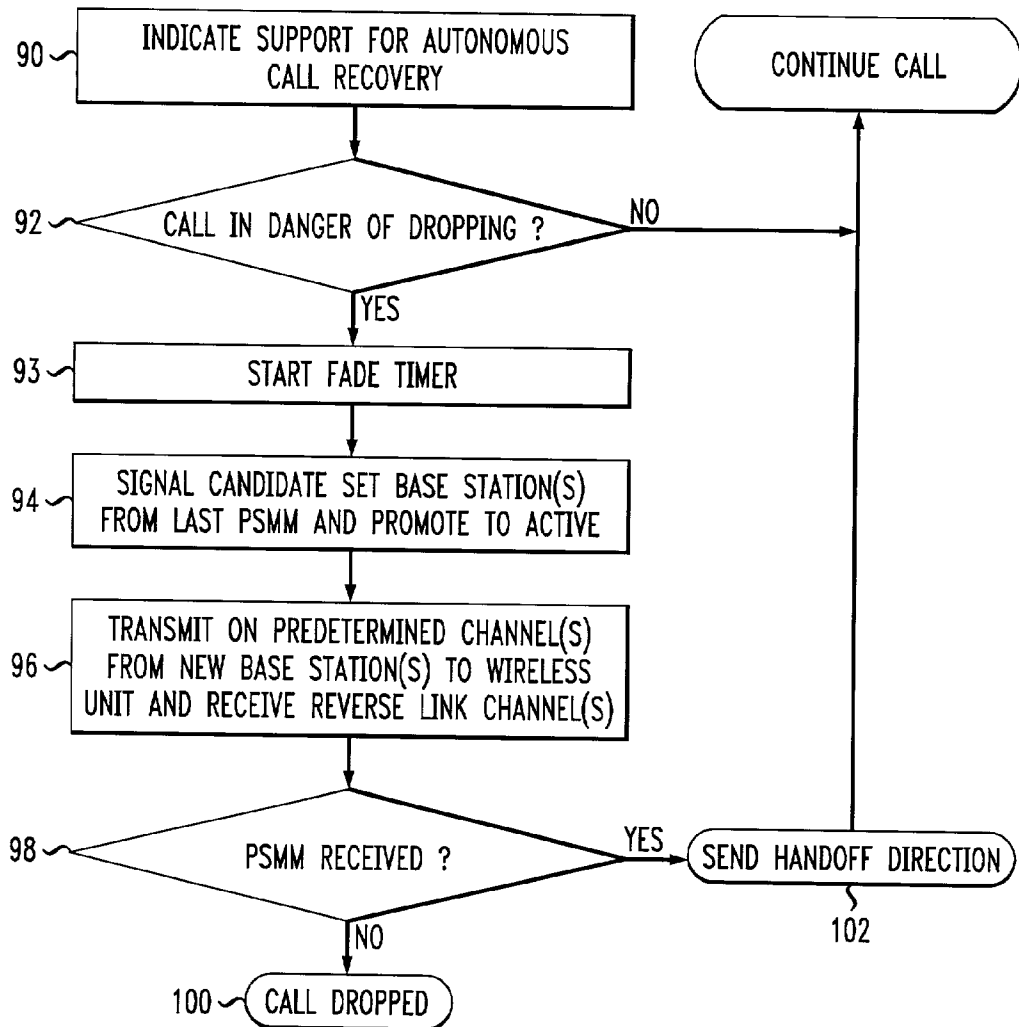 90
INDICATE SUPPORT FOR AUTONOMOUS
CALL RECOVERY
CONTINUE CALL
92
CALL IN DANGER OF DROPPING ?
NO
YES
93
START FADE TIMER
94
SIGNAL CANDIDATE SET BASE STATION(S)
FROM LAST PSMM AND PROMOTE TO ACTIVE
96
TRANSMIT ON PREDETERMINED CHANNEL(S)
FROM NEW BASE STATION(S) TO WIRELESS
UNIT AND RECEIVE REVERSE LINK CHANNEL(S)
98
PSMM RECEIVED ?
YES
SEND HANDOFF DIRECTION
102
NO
100
CALL DROPPED